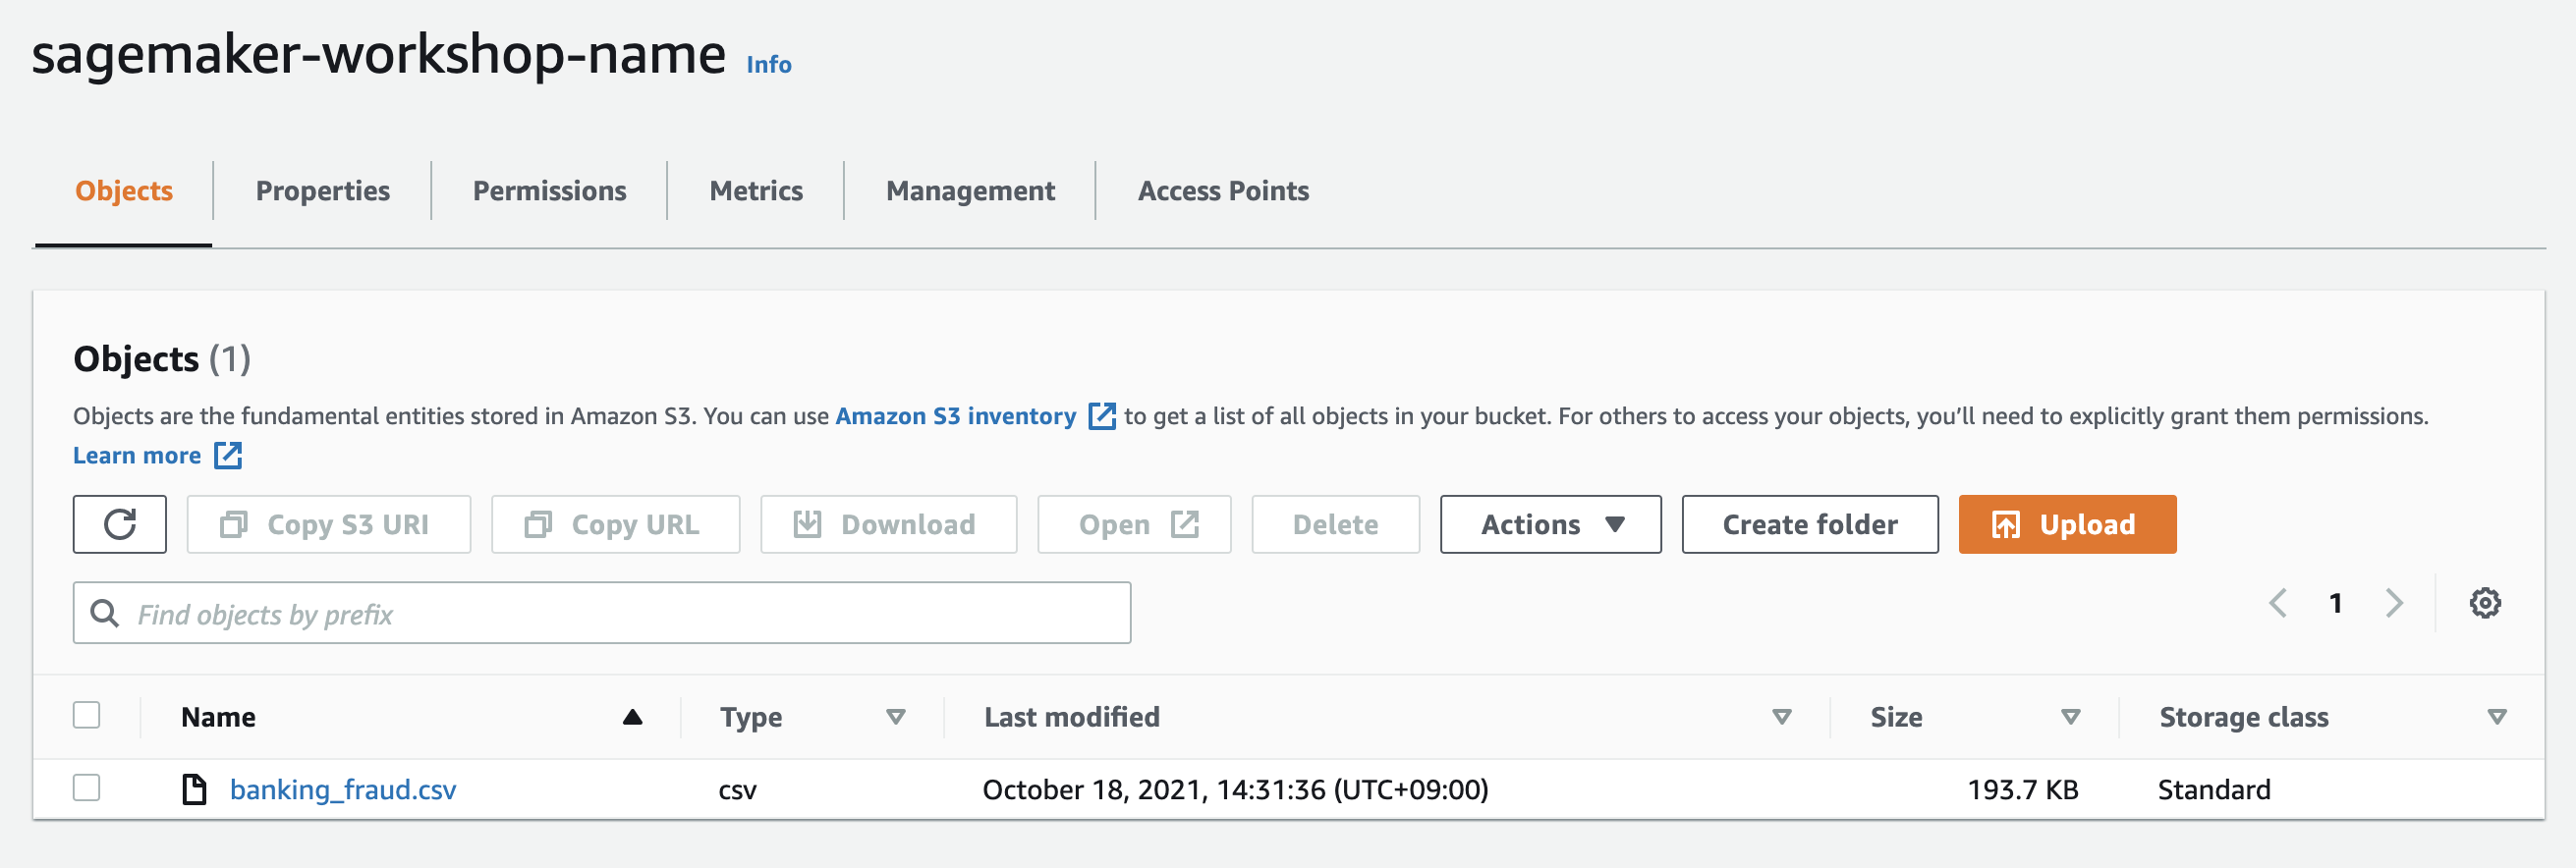 sagemaker-workshop-name Info
Objects Properties Permissions Metrics Management Access Points
Objects (1)
Objects are the fundamental entities stored in Amazon S3. You can use Amazon S3 inventory to get a list of all objects in your bucket. For others to access your objects, you’ll need to explicitly grant them permissions.
Learn more
Copy S3 URI Copy URL Download Open Delete Actions Create folder Upload
Find objects by prefix 1
Name Type Last modified Size Storage class
banking_fraud.csv csv October 18, 2021, 14:31:36 (UTC+09:00) 193.7 KB Standard